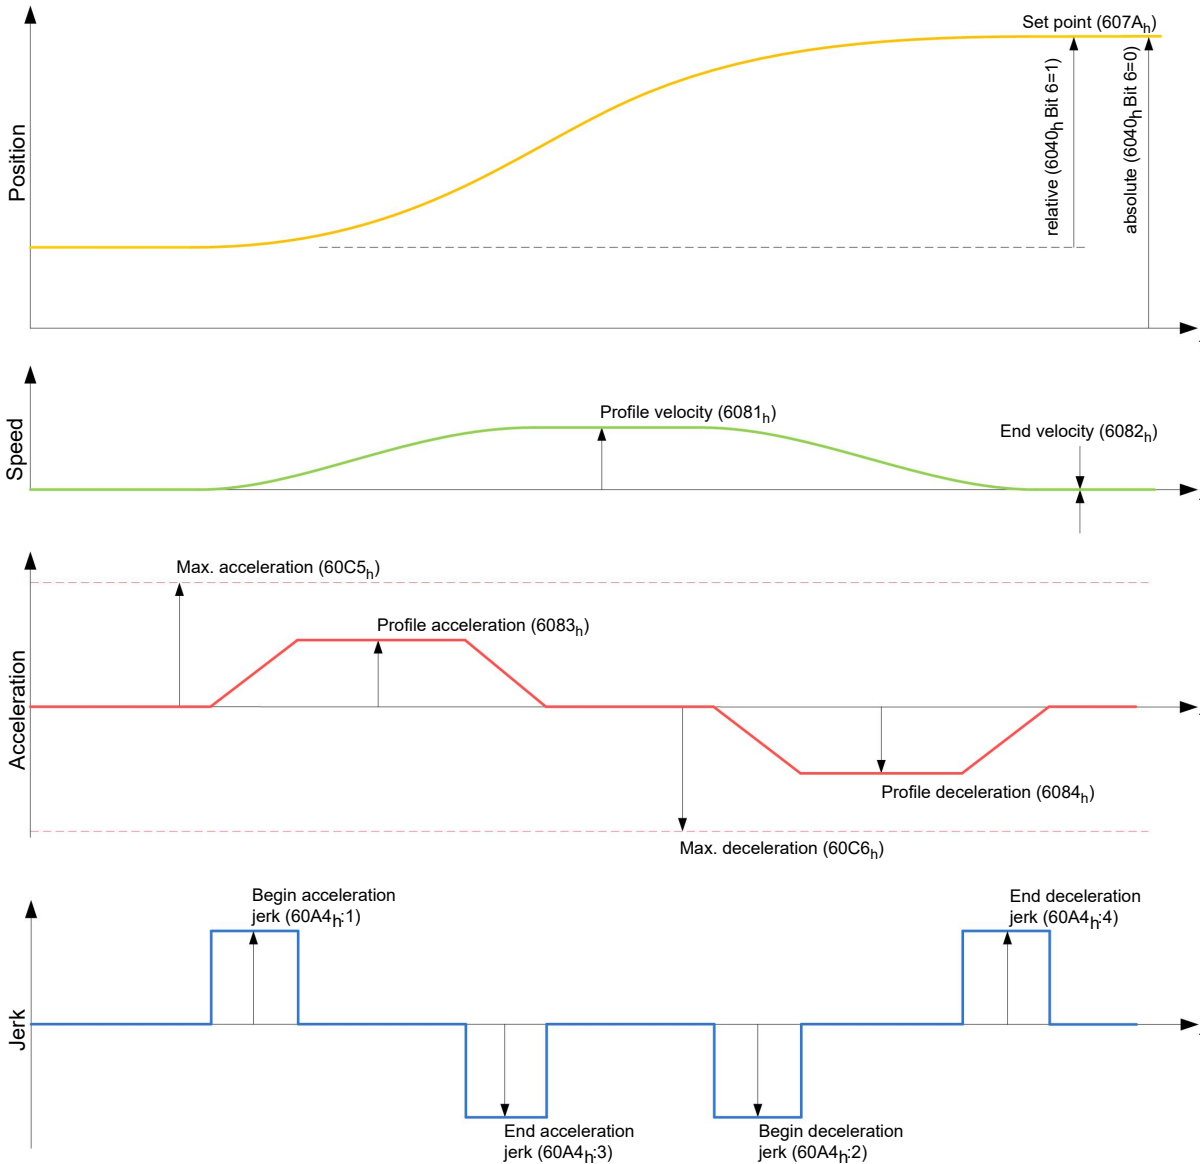 Set point (607Ah)
relative (6040h Bit 6=1)
absolute (6040h Bit 6=0)
Position
Profile velocity (6081h)
End velocity (6082h)
Speed
Max. acceleration (60C5h)
Profile acceleration (6083h)
Acceleration
Profile deceleration (6084h)
Max. deceleration (60C6h)
Begin acceleration
jerk (60A4h:1)
End deceleration
jerk (60A4h:4)
Jerk
End acceleration
jerk (60A4h:3)
Begin deceleration
jerk (60A4h:2)